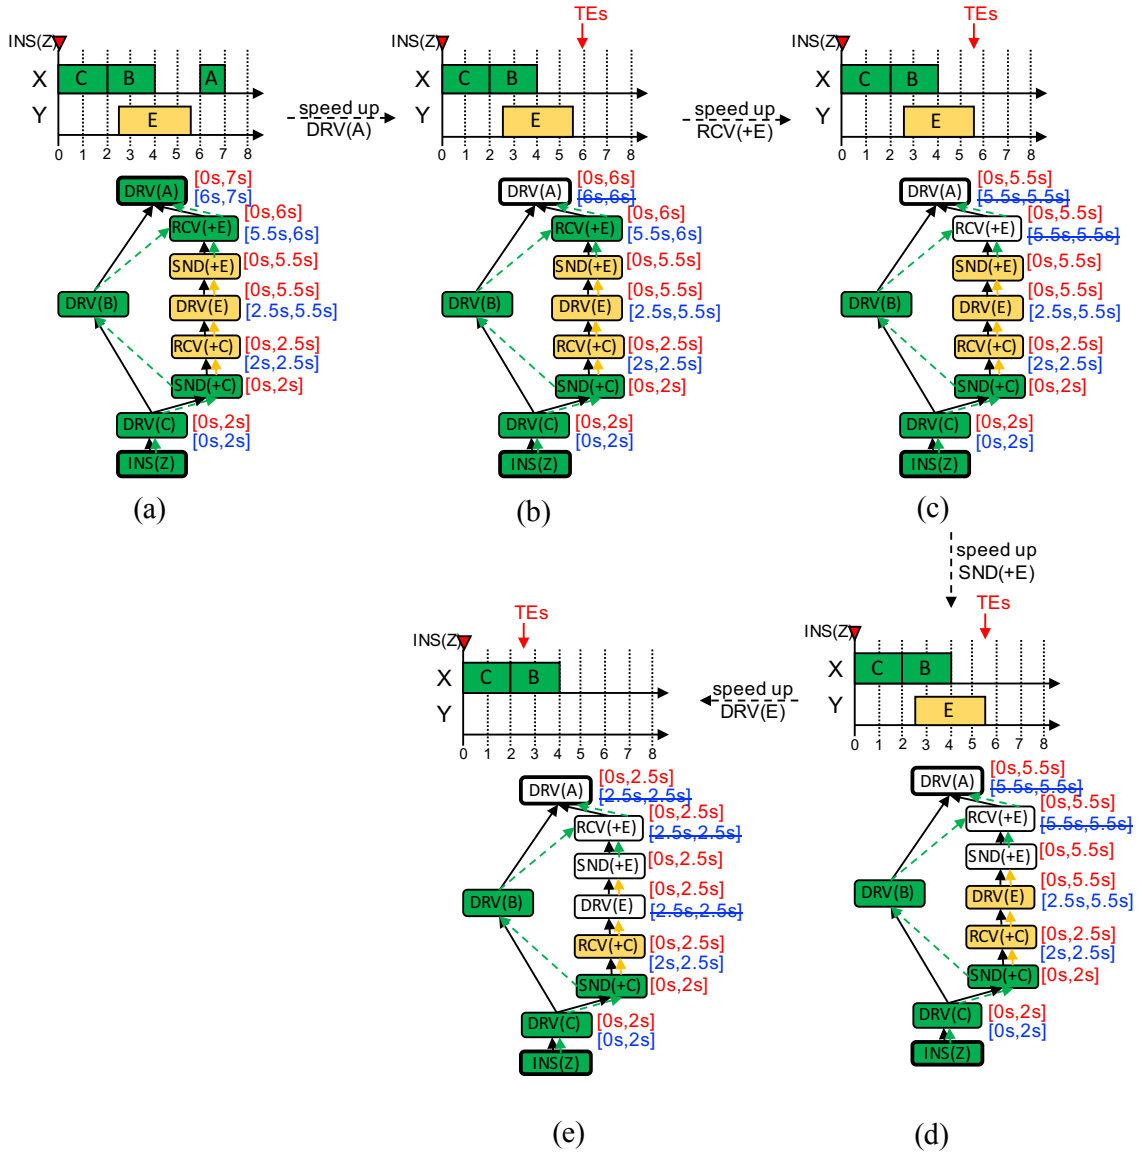 TEs
TEs
INS(Z)
INS(Z)
INS(Z)
X
C
B
A
Y
E
0 1 2 3 4 5 6 7 8
speed up
DRV(A)
X
C
B
Y
E
0 1 2 3 4 5 6 7 8
speed up
RCV(+E)
X
C
B
Y
E
0 1 2 3 4 5 6 7 8
DRV(A)
[0s,7s]
[6s,7s]
RCV(+E)
[0s,6s]
[5.5s,6s]
SND(+E)
[0s,5.5s]
DRV(B)
DRV(E)
[0s,5.5s]
[2.5s,5.5s]
RCV(+C)
[0s,2.5s]
[2s,2.5s]
SND(+C)
[0s,2s]
DRV(C)
[0s,2s]
[0s,2s]
INS(Z)
(a)
DRV(A)
[0s,6s]
[6s,6s]
RCV(+E)
[0s,6s]
[5.5s,6s]
SND(+E)
[0s,5.5s]
DRV(B)
DRV(E)
[0s,5.5s]
[2.5s,5.5s]
RCV(+C)
[0s,2.5s]
[2s,2.5s]
SND(+C)
[0s,2s]
DRV(C)
[0s,2s]
[0s,2s]
INS(Z)
(b)
DRV(A)
[0s,5.5s]
[5.5s,5.5s]
RCV(+E)
[0s,5.5s]
[5.5s,5.5s]
SND(+E)
[0s,5.5s]
DRV(B)
DRV(E)
[0s,5.5s]
[2.5s,5.5s]
RCV(+C)
[0s,2.5s]
[2s,2.5s]
SND(+C)
[0s,2s]
DRV(C)
[0s,2s]
[0s,2s]
INS(Z)
(c)
speed up
SND(+E)
TEs
INS(Z)
X
C
B
Y
E
0 1 2 3 4 5 6 7 8
DRV(A)
[0s,5.5s]
[5.5s,5.5s]
RCV(+E)
[0s,5.5s]
[5.5s,5.5s]
SND(+E)
[0s,5.5s]
DRV(B)
DRV(E)
[0s,5.5s]
[2.5s,5.5s]
RCV(+C)
[0s,2.5s]
[2s,2.5s]
SND(+C)
[0s,2s]
DRV(C)
[0s,2s]
[0s,2s]
INS(Z)
(d)
speed up
DRV(E)
TEs
INS(Z)
X
C
B
Y
0 1 2 3 4 5 6 7 8
DRV(A)
[0s,2.5s]
[2.5s,2.5s]
RCV(+E)
[0s,2.5s]
[2.5s,2.5s]
SND(+E)
[0s,2.5s]
DRV(B)
DRV(E)
[0s,2.5s]
[2.5s,2.5s]
RCV(+C)
[0s,2.5s]
[2s,2.5s]
SND(+C)
[0s,2s]
DRV(C)
[0s,2s]
[0s,2s]
INS(Z)
(e)